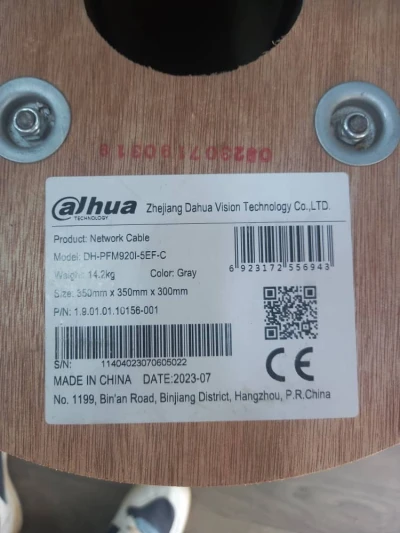 0823071190319
alhua
TECHNOLOGY
Zhejiang Dahua Vision Technology Co.,LTD.
Product: Network Cable
Model: DH-PFM920I-5EF-C
Weight: 14.2kg Color: Gray
Size: 350mm x 350mm x 300mm
P/N: 1.9.01.01.10156-001
6 923172 556943
S/N: 11404023070605022
CE
MADE IN CHINA DATE:2023-07
No. 1199, Bin'an Road, Binjiang District, Hangzhou, P.R.China